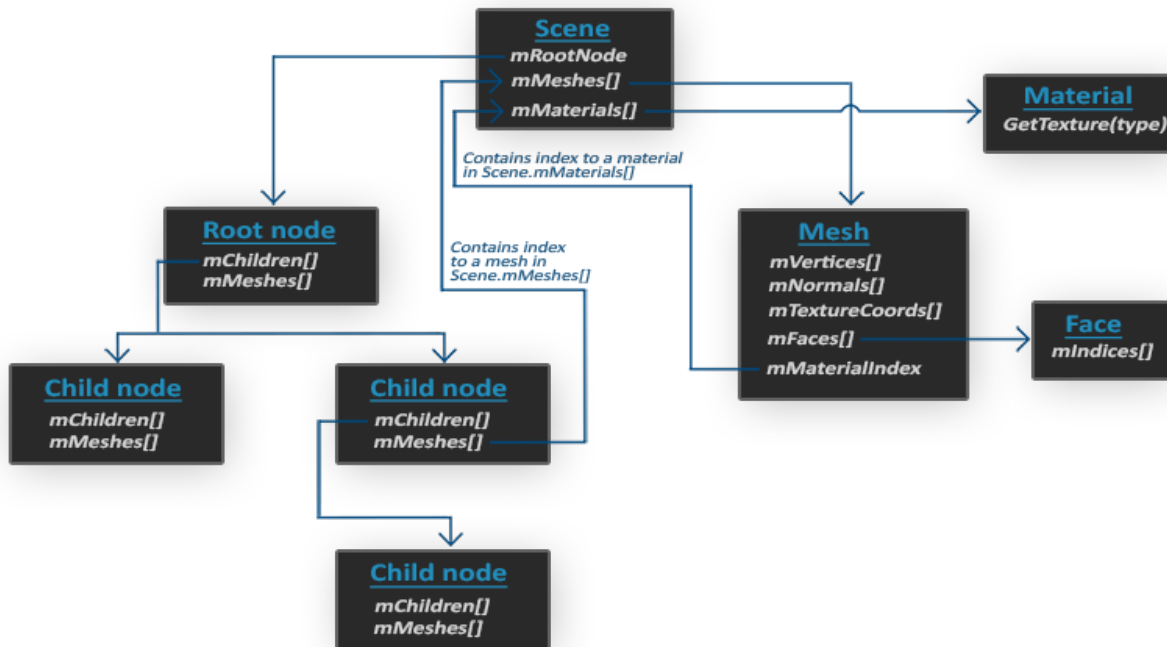 Scene
mRootNode
mMeshes[]
mMaterials[]
Material
GetTexture(type)
Contains index to a material
in Scene.mMaterials[]
Root node
mChildren[]
mMeshes[]
Contains index
to a mesh in
Scene.mMeshes[]
Mesh
mVertices[]
mNormals[]
mTextureCoords[]
mFaces[]
mMaterialIndex
Face
mIndices[]
Child node
mChildren[]
mMeshes[]
Child node
mChildren[]
mMeshes[]
Child node
mChildren[]
mMeshes[]